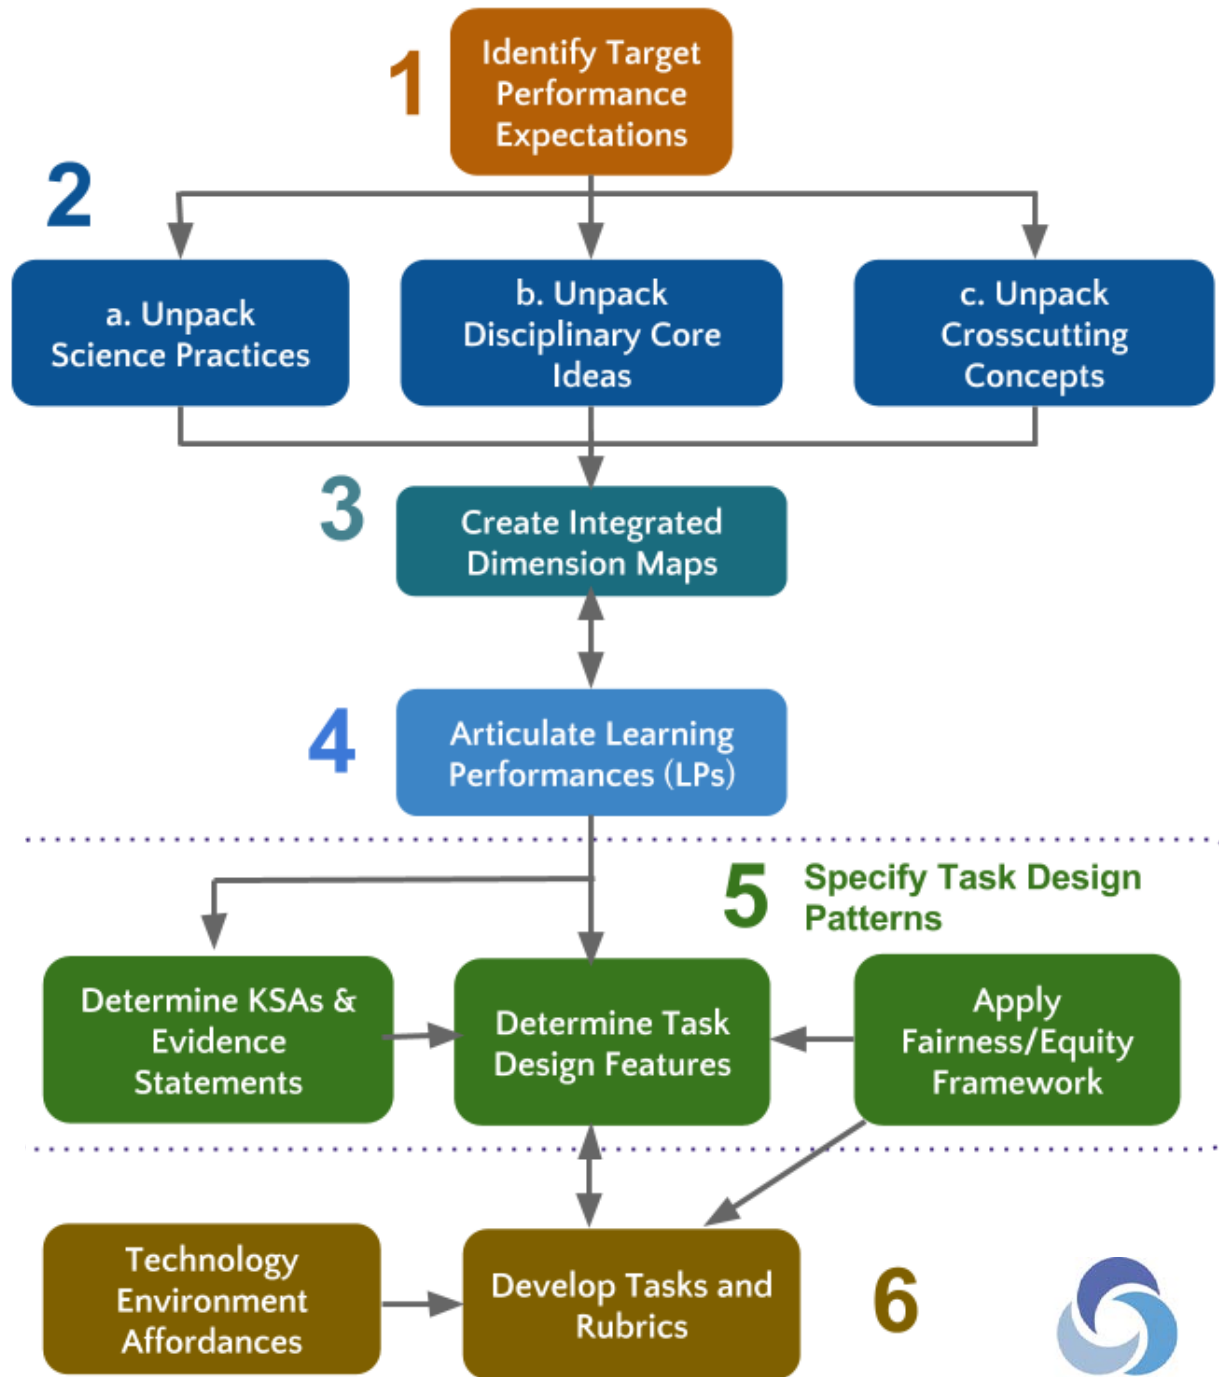 1
Identify Target
Performance
Expectations
2
a. Unpack
Science Practices
b. Unpack
Disciplinary Core
Ideas
c. Unpack
Crosscutting
Concepts
3
Create Integrated
Dimension Maps
4
Articulate Learning
Performances (LPs)
5
Specify Task Design
Patterns
Determine KSAs &
Evidence
Statements
Determine Task
Design Features
Apply
Fairness/Equity
Framework
Technology
Environment
Affordances
Develop Tasks and
Rubrics
6